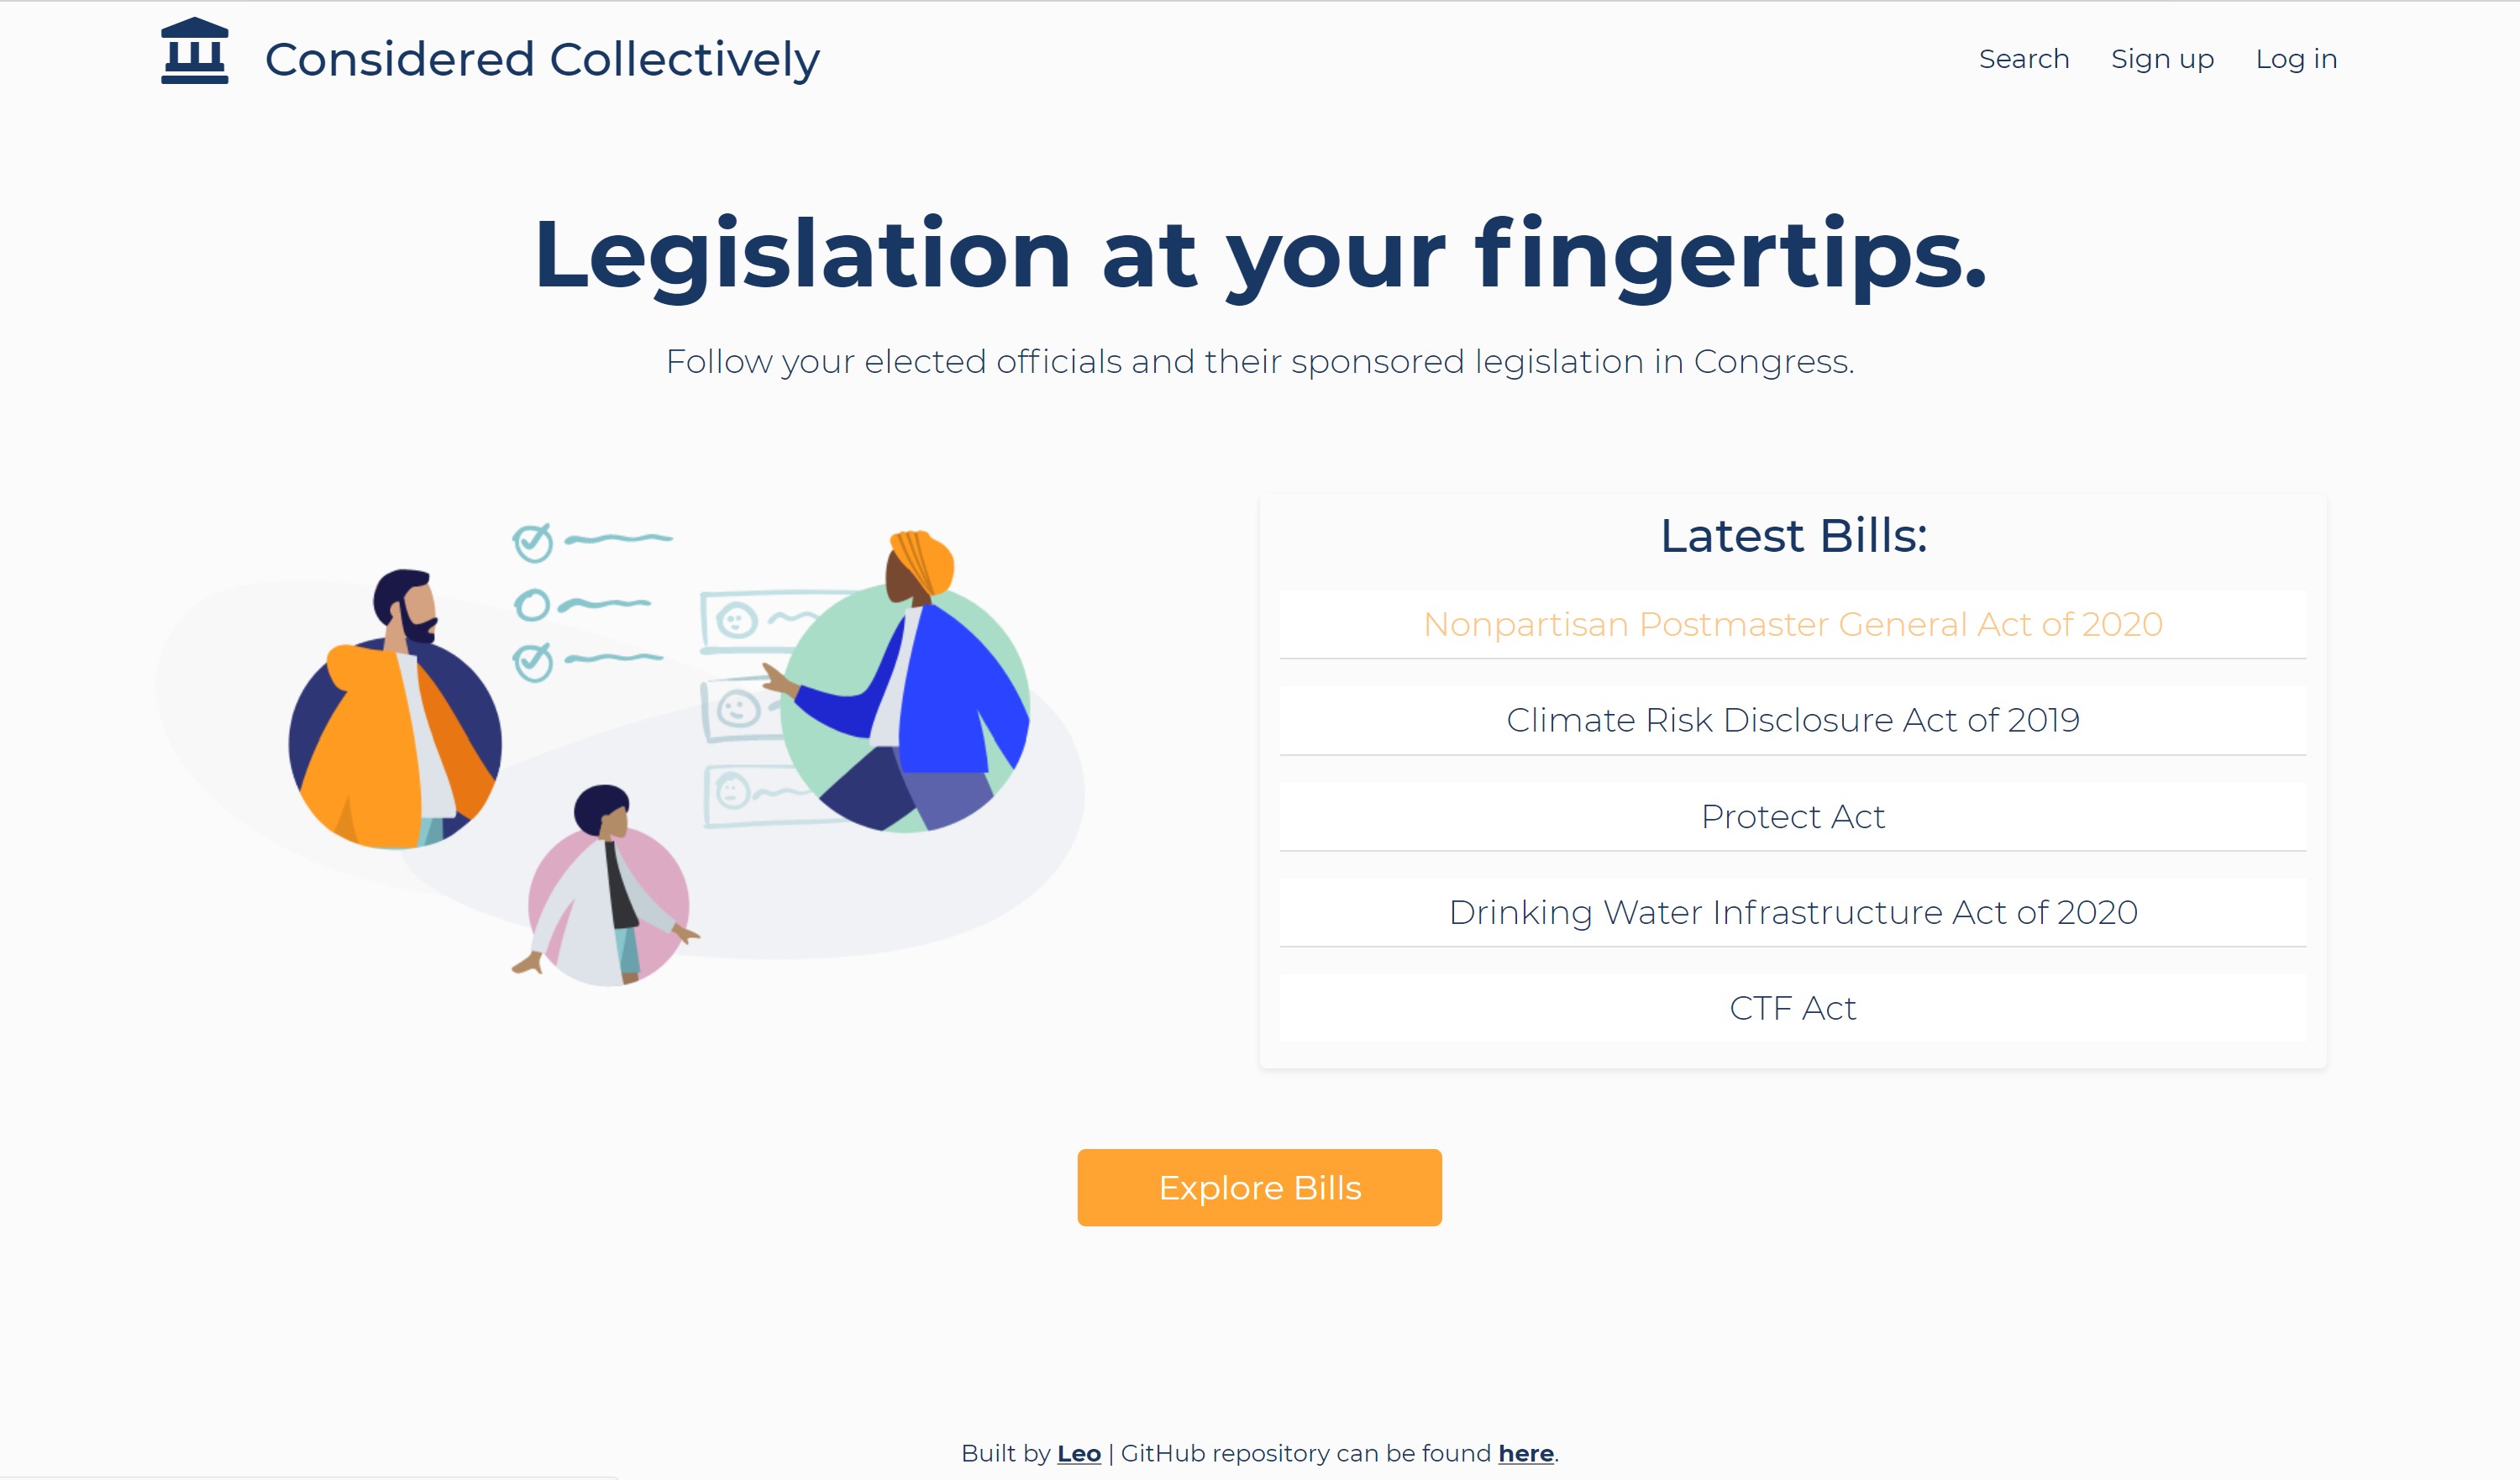 Considered Collectively
Search
Sign up
Log in
Legislation at your fingertips.
Follow your elected officials and their sponsored legislation in Congress.
Latest Bills:
Nonpartisan Postmaster General Act of 2020
Climate Risk Disclosure Act of 2019
Protect Act
Drinking Water Infrastructure Act of 2020
CTF Act
Explore Bills
Built by Leo | GitHub repository can be found here.